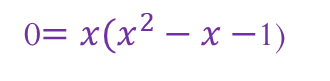 0= x(x² − x −1)